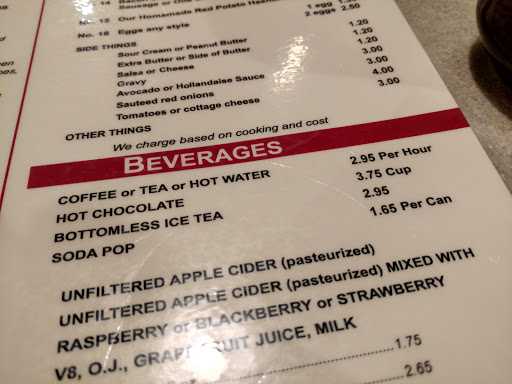 Sausage or
No. 15 Our Homemade Red Potato 1 egg
No. 16 Eggs any style 2 eggs 2.50
SIDE THINGS
Sour Cream or Peanut Butter 1.20
Extra Butter or Side of Butter 1.20
Salsa or Cheese 1.20
Gravy 3.00
Avocado or Hollandaise Sauce 3.00
Sauteed red onions 4.00
Tomatoes or cottage cheese 3.00
OTHER THINGS
We charge based on cooking and cost
BEVERAGES
COFFEE or TEA or HOT WATER 2.95 Per Hour
HOT CHOCOLATE 3.75 Cup
BOTTOMLESS ICE TEA 2.95
SODA POP 1.65 Per Can
UNFILTERED APPLE CIDER (pasteurized)
UNFILTERED APPLE CIDER (pasteurized) MIXED WITH
RASPBERRY or BLACKBERRY or STRAWBERRY
V8, O.J., GRAPEFRUIT JUICE, MILK
1.75
2.65